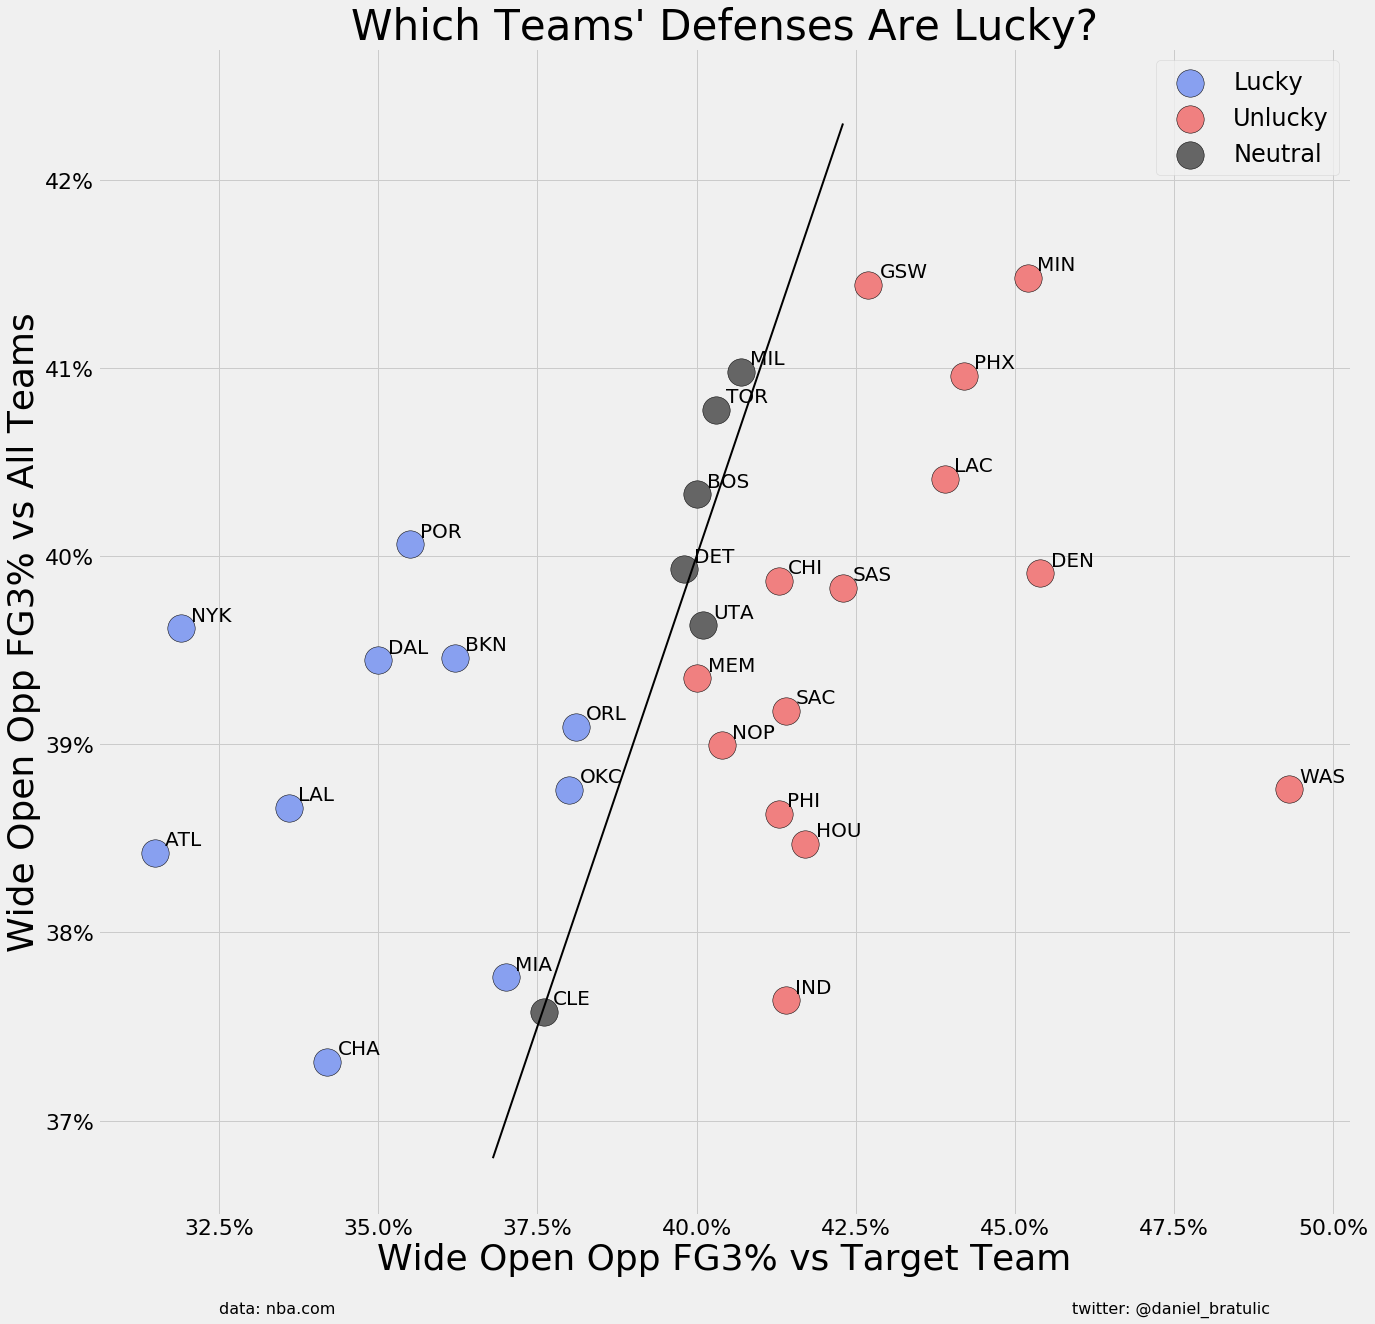 Which Teams' Defenses Are Lucky?
Lucky
Unlucky
Neutral
Wide Open Opp FG3% vs All Teams
42%
41%
40%
39%
38%
37%
GSW
MIN
MIL
PHX
TOR
LAC
BOS
POR
DET
CHI
SAS
DEN
NYK
UTA
DAL
BKN
MEM
SAC
ORL
NOP
OKC
WAS
LAL
PHI
HOU
ATL
MIA
CLE
IND
CHA
32.5%
35.0%
37.5%
40.0%
42.5%
45.0%
47.5%
50.0%
Wide Open Opp FG3% vs Target Team
data: nba.com
twitter: @daniel_bratulic